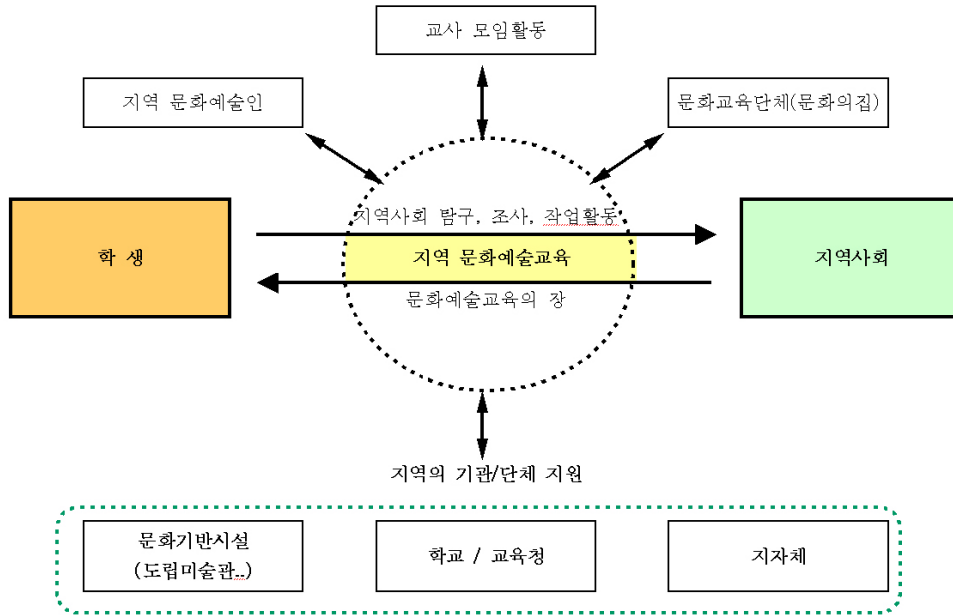 교사 모임활동
지역 문화예술인
문화교육단체(문화의집)
지역사회 탐구, 조사, 작업활동
학 생
지역 문화예술교육
지역사회
문화예술교육의 장
지역의 기관/단체 지원
문화기반시설
(도립미술관..)
학교 / 교육청
지자체